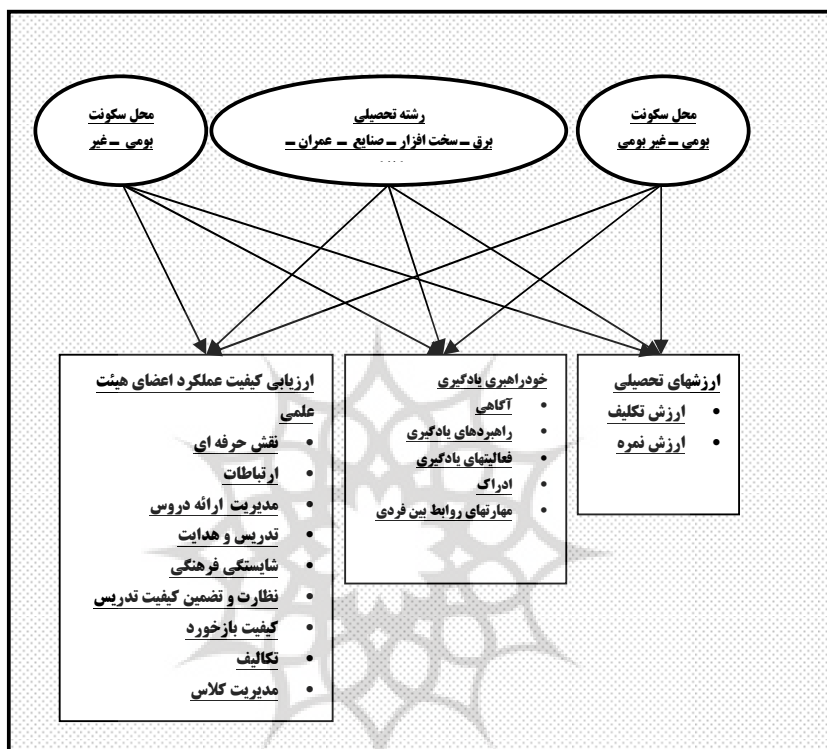 محل سکونت
بومی – غیر بومی
رشته تحصیلی
برق – سخت افزار – صنایع – عمران –
....
محل سکونت
بومی – غیر
ارزشهای تحصیلی
• ارزش تکلیف
• ارزش نمره
خودراهبری یادگیری
• آگاهی
• راهبردهای یادگیری
• فعالیتهای یادگیری
• ادراک
• مهارتهای روابط بین فردی
ارزیابی کیفیت عملکرد اعضای هیئت
علمی
• نقش حرفه ای
• ارتباطات
• مدیریت ارائه دروس
• تدریس و هدایت
• شایستگی فرهنگی
• نظارت و تضمین کیفیت تدریس
• کیفیت بازخورد
• تکالیف
• مدیریت کلاس